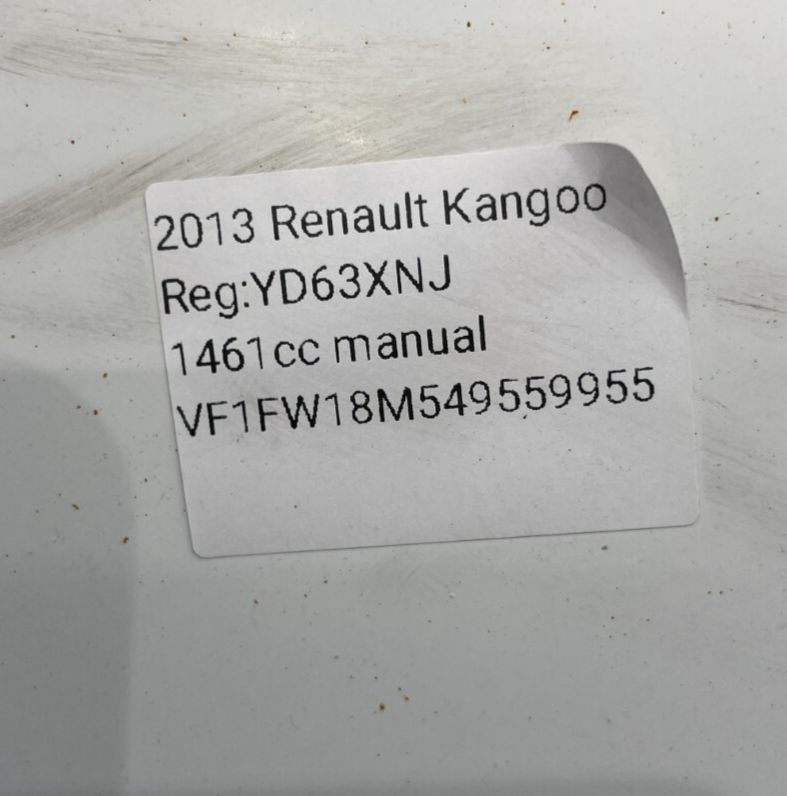 2013 Renault Kangoo
Reg:YD63XNJ
1461cc manual
VF1FW18M549559955